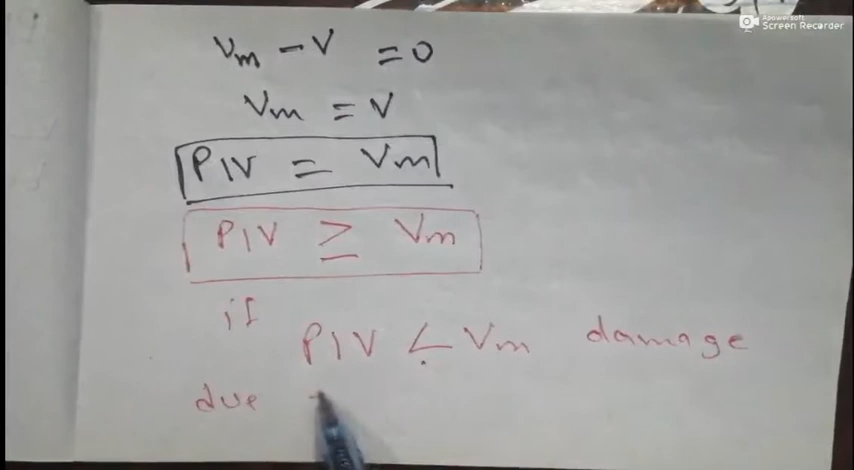 Apowersoft
Screen Recorder
Vm - V = 0
Vm = V
PIV = Vm
PIV ≥ Vm
if
PIV < Vm damage
due